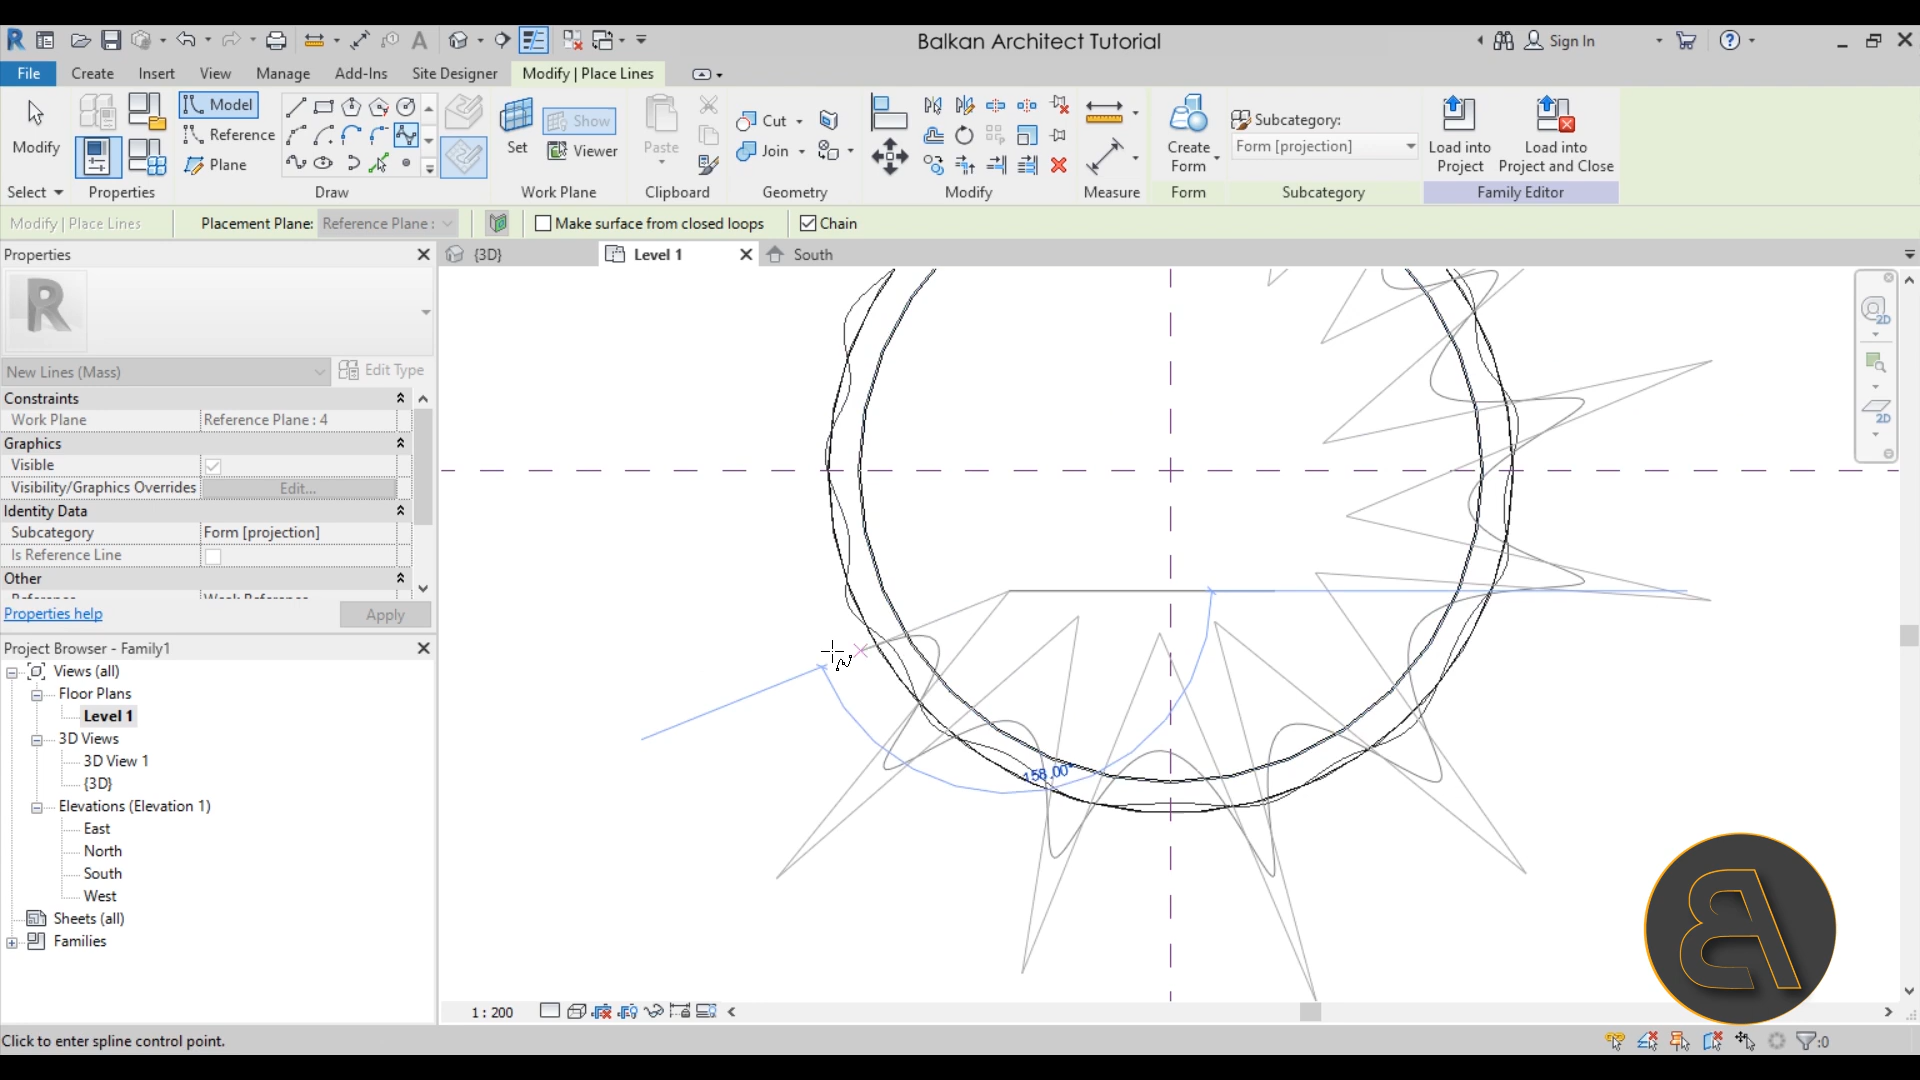 Balkan Architect Tutorial
Sign In
File Create Insert View Manage Add-Ins Site Designer Modify | Place Lines
Modify
Model
Reference
Plane
Set
Show
Viewer
Paste
Cut
Join
Create Form
Subcategory:
Form [projection]
Load into Project
Load into Project and Close
Select Properties Draw Work Plane Clipboard Geometry Modify Measure Form Subcategory Family Editor
Modify | Place Lines Placement Plane: Reference Plane : Make surface from closed loops Chain
Properties
{3D} Level 1 South
R
New Lines (Mass) Edit Type
Constraints
Work Plane Reference Plane : 4
Graphics
Visible
Visibility/Graphics Overrides Edit...
Identity Data
Subcategory Form [projection]
Is Reference Line
Other
Reference Weak Reference
Properties help Apply
Project Browser - Family1
Views (all)
Floor Plans
Level 1
3D Views
3D View 1
{3D}
Elevations (Elevation 1)
East
North
South
West
Sheets (all)
Families
2D
2D
158.00°
1 : 200
Click to enter spline control point.
:0